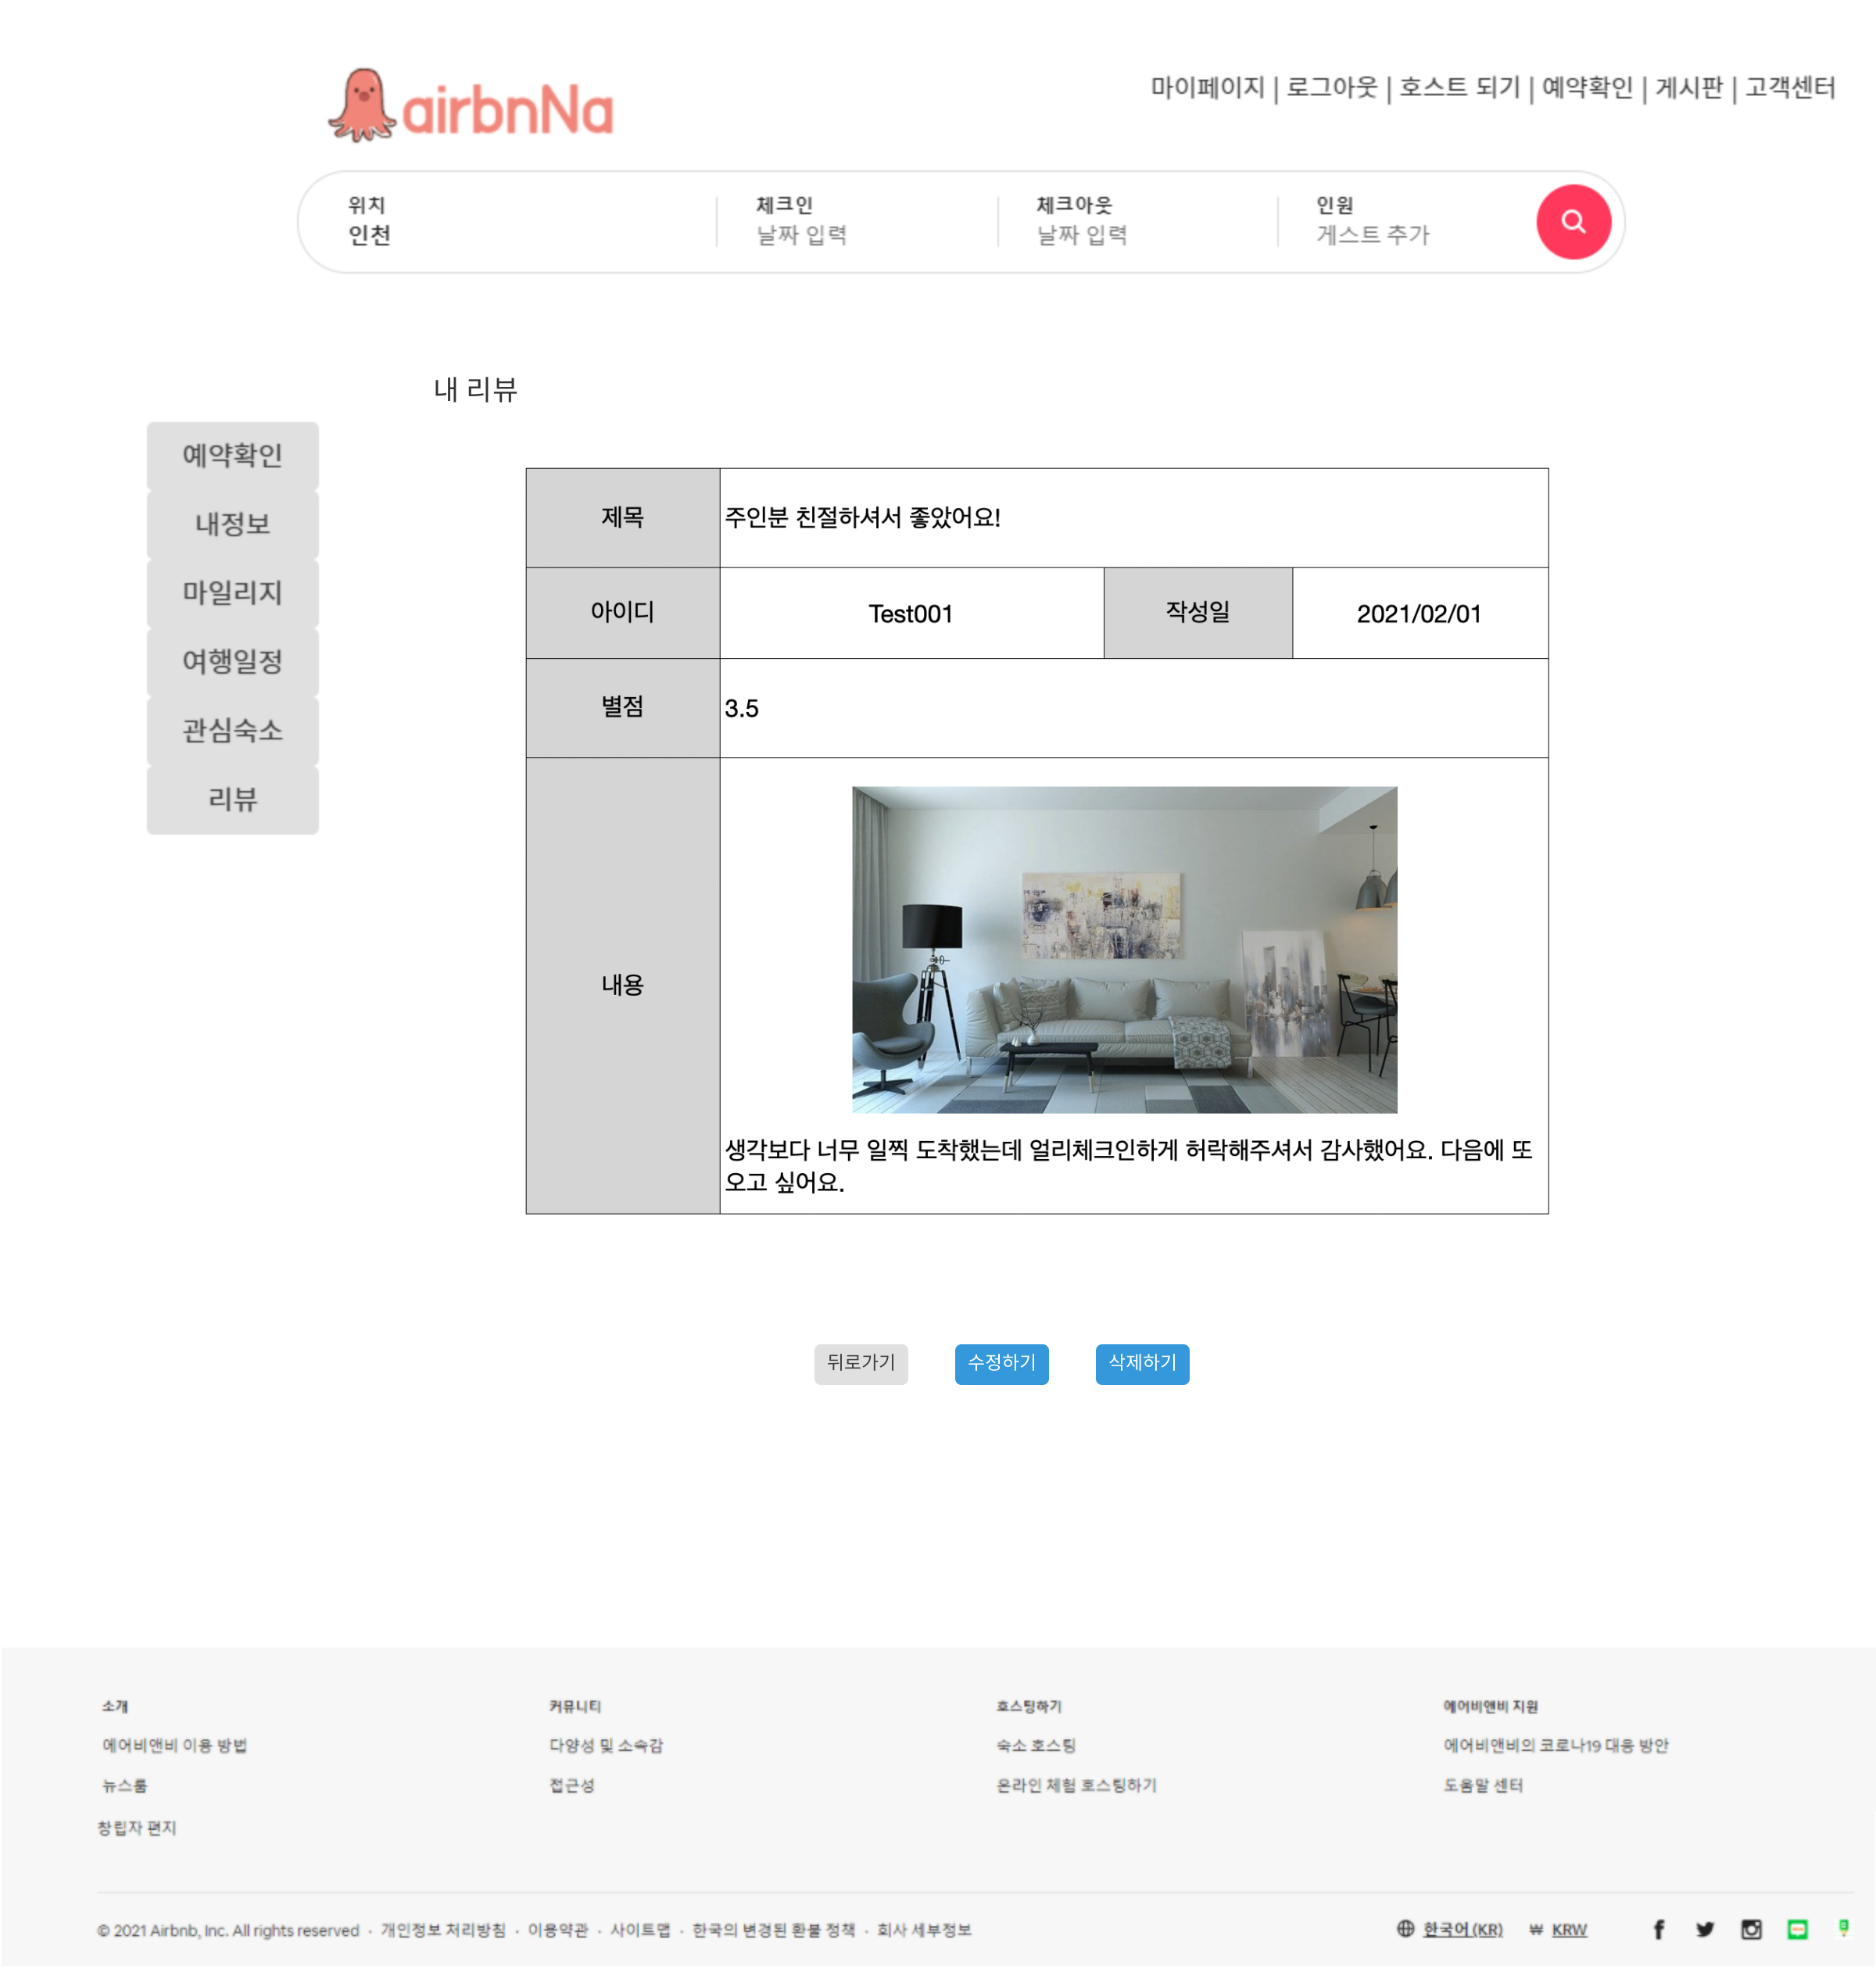 airbnNa
마이페이지 | 로그아웃 | 호스트 되기 | 예약확인 | 게시판 | 고객센터
위치
인천
체크인
날짜 입력
체크아웃
날짜 입력
인원
게스트 추가
내 리뷰
예약확인
내정보
마일리지
여행일정
관심숙소
리뷰
제목
주인분 친절하셔서 좋았어요!
아이디
Test001
작성일
2021/02/01
별점
3.5
내용
생각보다 너무 일찍 도착했는데 얼리체크인하게 허락해주셔서 감사했어요. 다음에 또
오고 싶어요.
뒤로가기
수정하기
삭제하기
소개
에어비앤비 이용 방법
뉴스룸
창립자 편지
커뮤니티
다양성 및 소속감
접근성
호스팅하기
숙소 호스팅
온라인 체험 호스팅하기
에어비앤비 지원
에어비앤비의 코로나19 대응 방안
도움말 센터
© 2021 Airbnb, Inc. All rights reserved · 개인정보 처리방침 · 이용약관 · 사이트맵 · 한국의 변경된 환불 정책 · 회사 세부정보
한국어 (KR)
₩ KRW